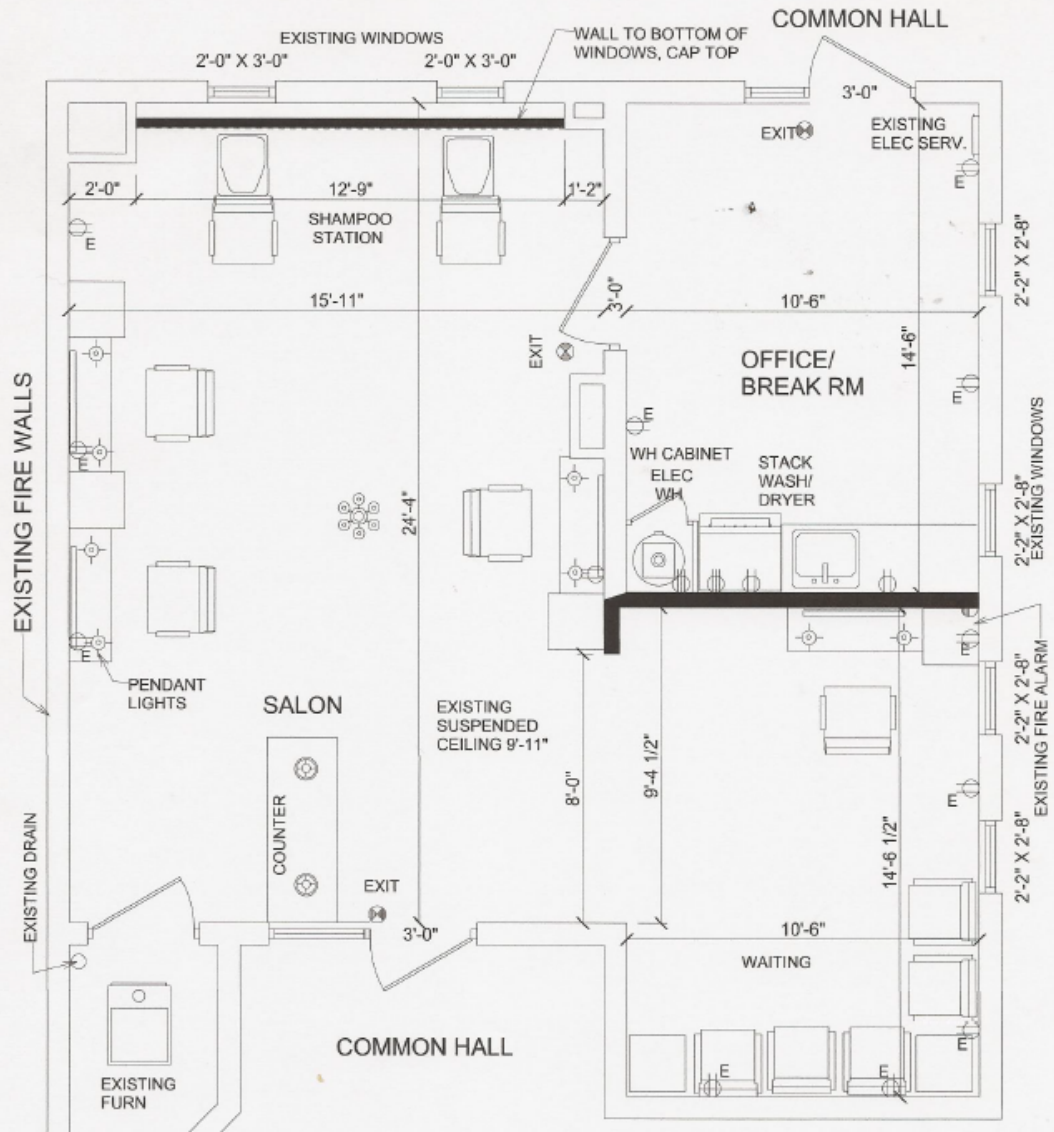 COMMON HALL
EXISTING WINDOWS
WALL TO BOTTOM OF
WINDOWS, CAP TOP
2'-0" X 3'-0"
2'-0" X 3'-0"
3'-0"
EXIT
EXISTING
ELEC SERV.
E
2'-0"
12'-9"
1'-2"
SHAMPOO
STATION
E
2'-2" X 2'-8"
15'-11"
3'-0"
10'-6"
EXIT
OFFICE/
BREAK RM
14'-6"
E
EXISTING FIRE WALLS
E
EXISTING WINDOWS
WH CABINET
ELEC
WH
STACK
WASH/
DRYER
E
24'-4"
2'-2" X 2'-8"
E
E
PENDANT
LIGHTS
SALON
EXISTING
SUSPENDED
CEILING 9'-11"
2'-2" X 2'-8"
EXISTING FIRE ALARM
8'-0"
9'-4 1/2"
E
COUNTER
14'-6 1/2"
2'-2" X 2'-8"
EXISTING DRAIN
EXIT
3'-0"
10'-6"
WAITING
COMMON HALL
E
E
E
EXISTING
FURN